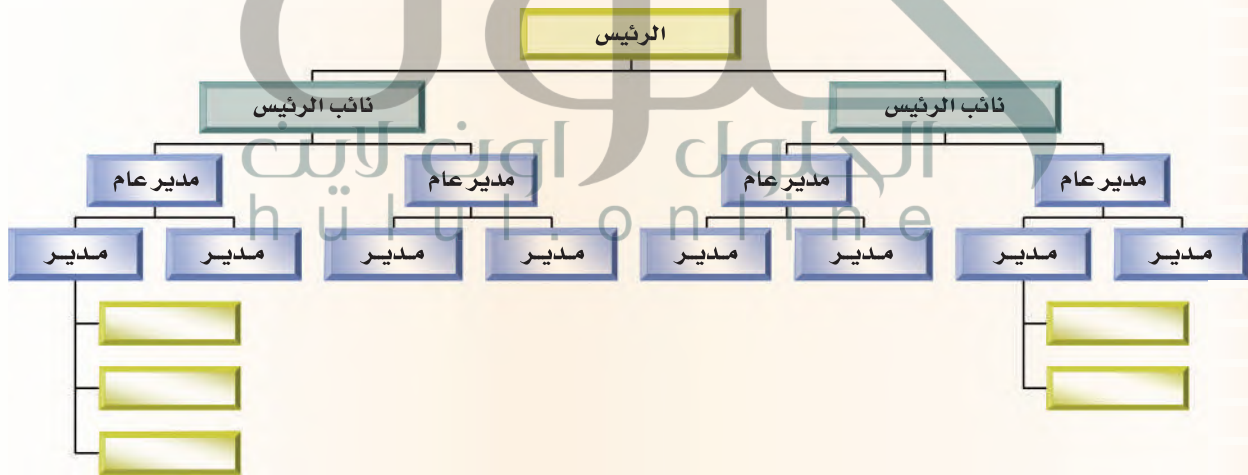 الرئيس
نائب الرئيس نائب الرئيس
مدير عام مدير عام مدير عام مدير عام
مدير مدير مدير مدير مدير مدير مدير مدير
حلول
الحلول اون لاين
hulul.online